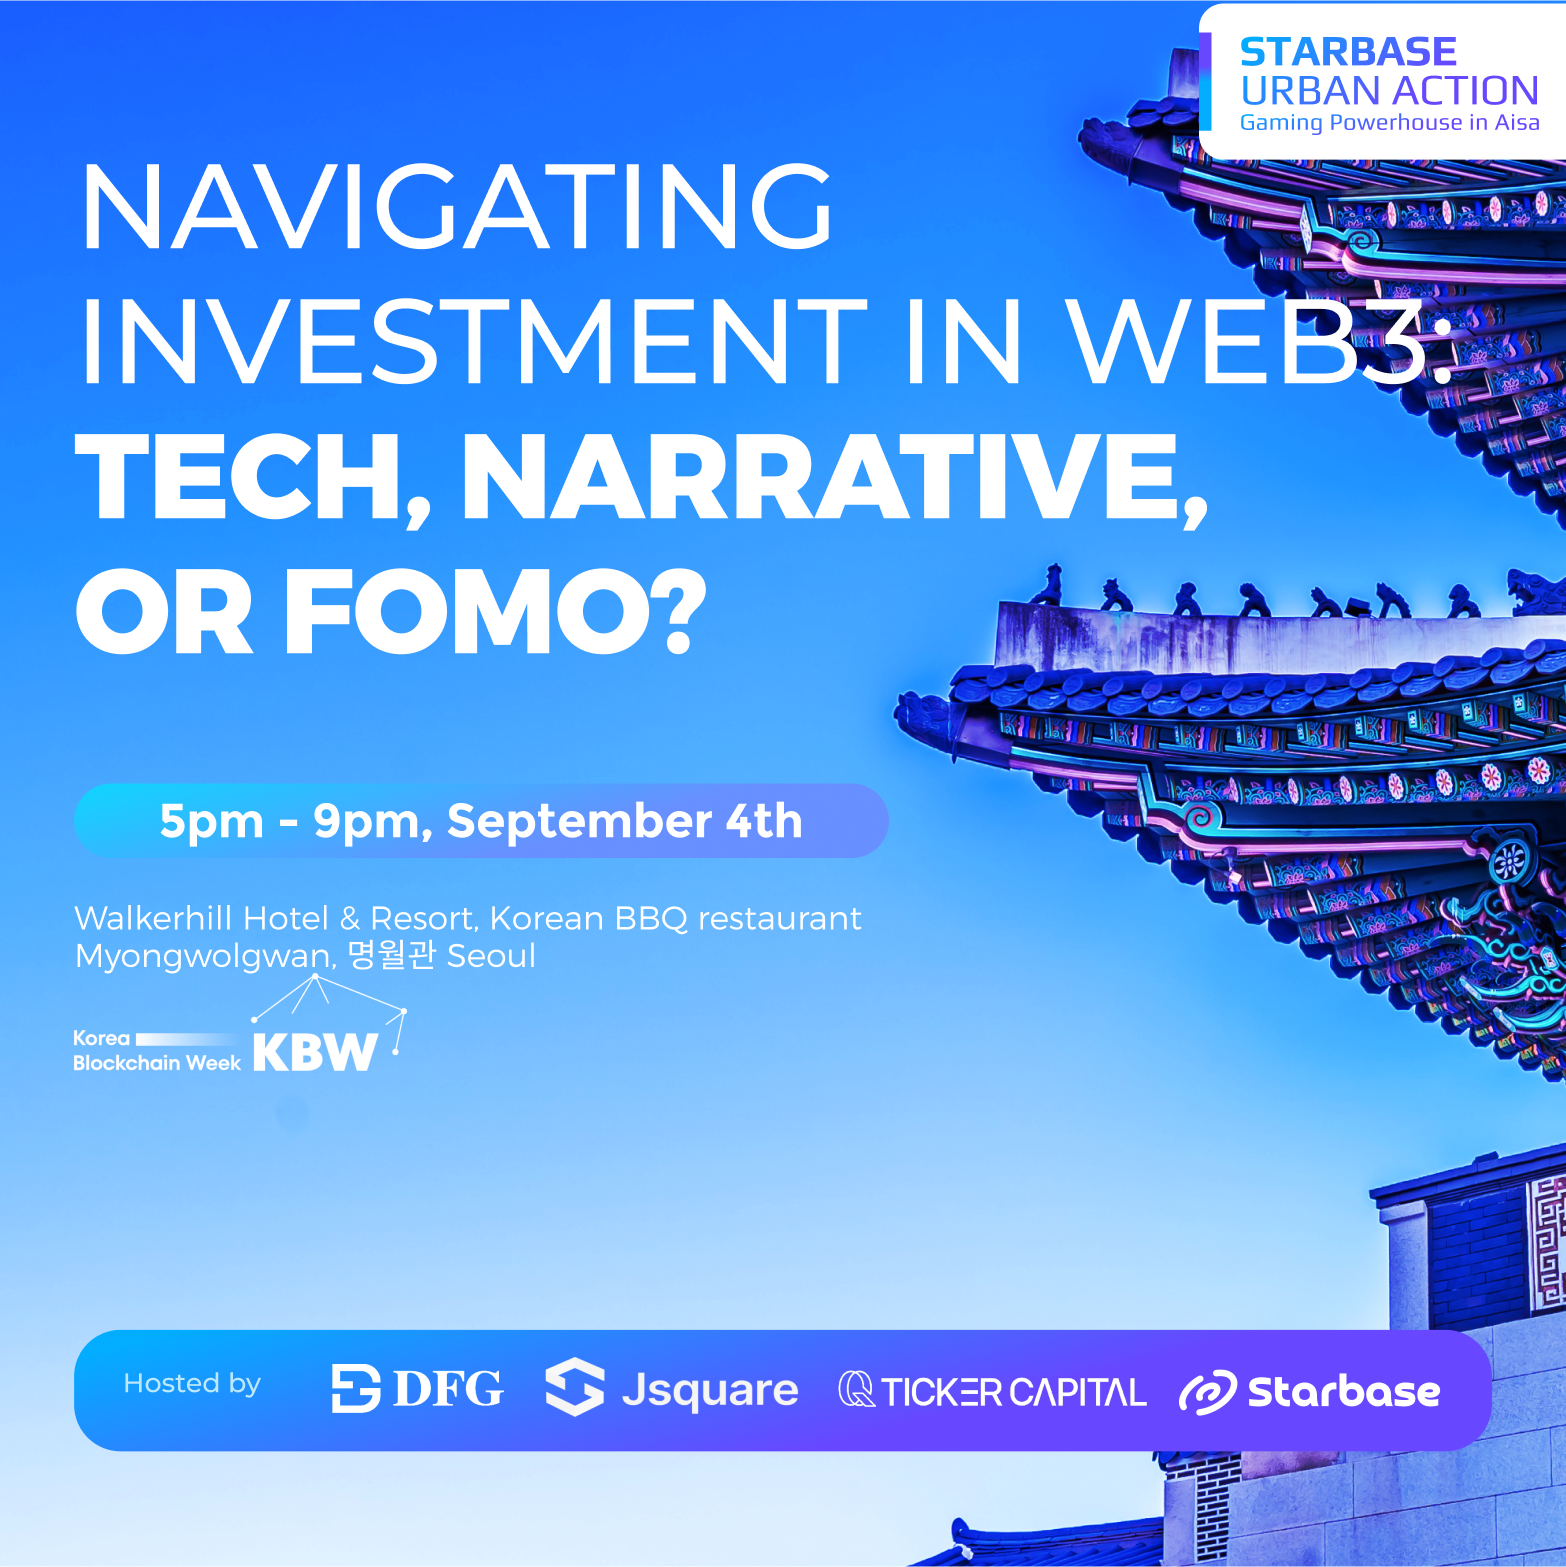 STARBASE
URBAN ACTION
Gaming Powerhouse in Aisa
NAVIGATING
INVESTMENT IN WEB3:
TECH, NARRATIVE,
OR FOMO?
5pm - 9pm, September 4th
Walkerhill Hotel & Resort, Korean BBQ restaurant
Myongwolgwan, 명월관 Seoul
Korea
Blockchain Week KBW
Hosted by DFG Jsquare TICKER CAPITAL Starbase